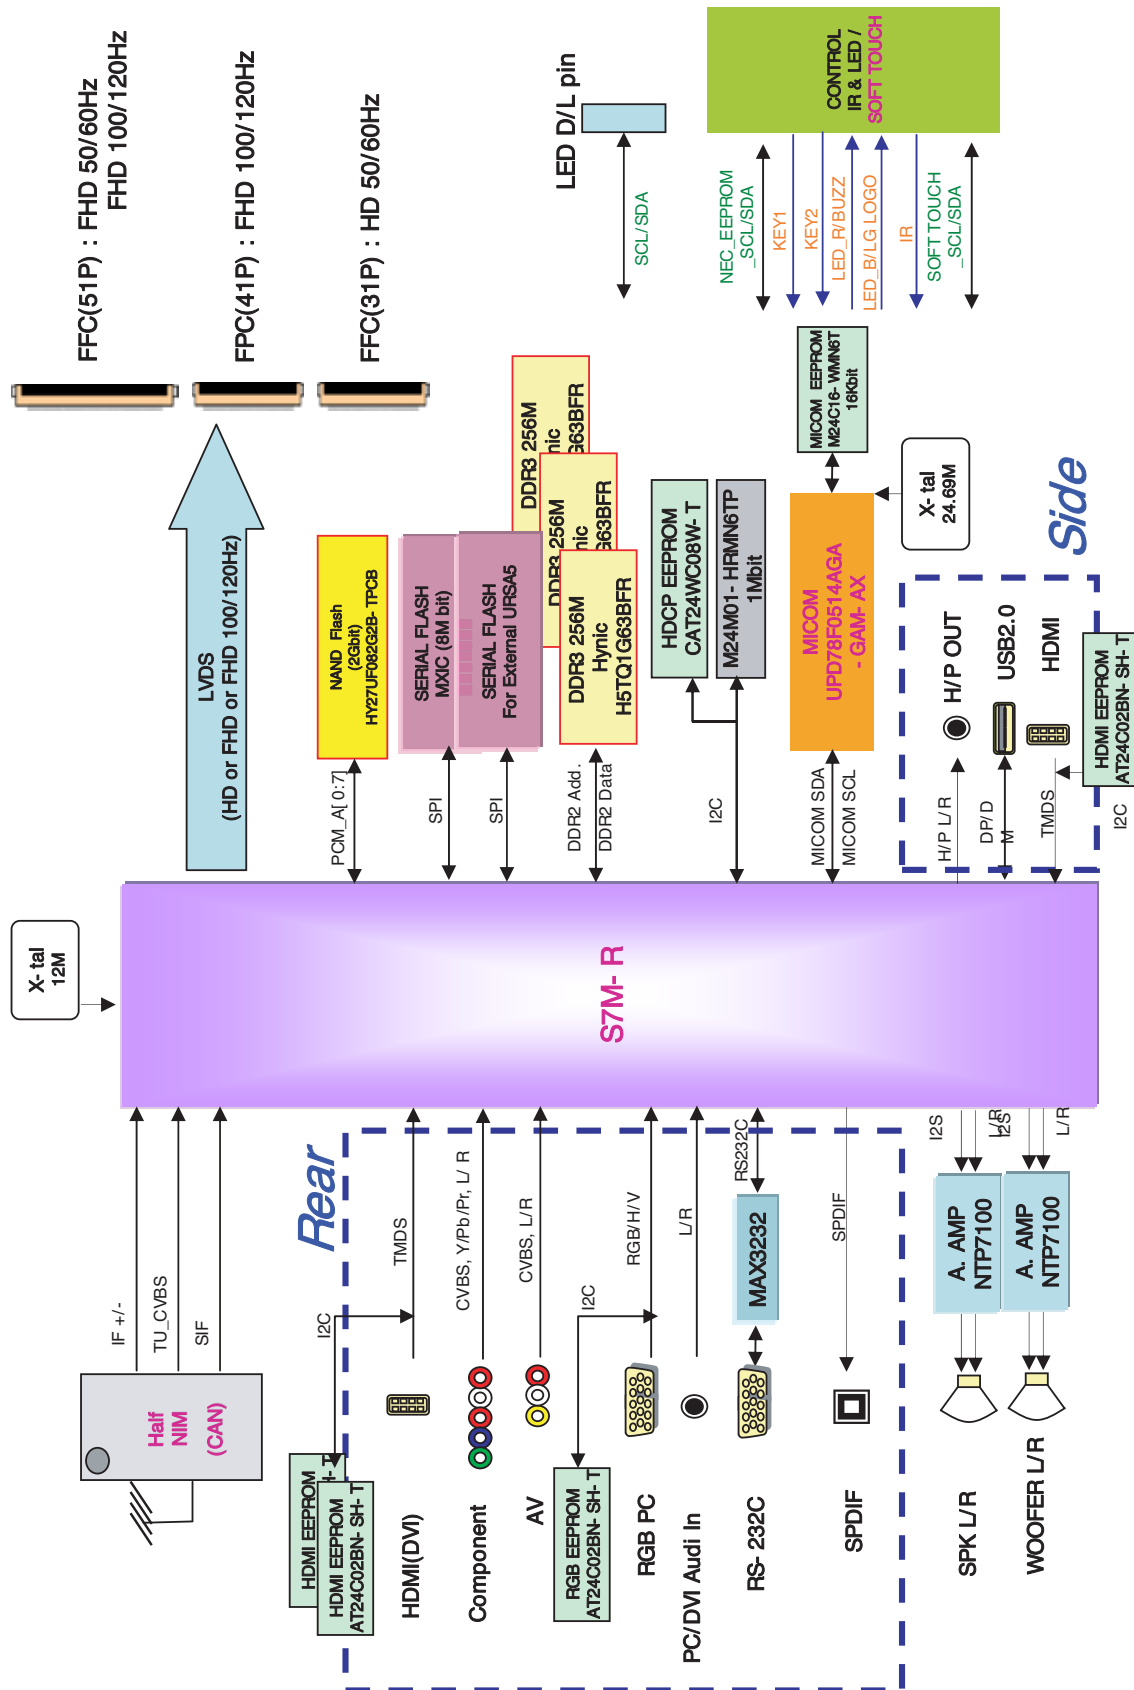 FFC(51P) : FHD 50/60Hz
FHD 100/120Hz
FPC(41P) : FHD 100/120Hz
FFC(31P) : HD 50/60Hz
LED D/L pin
SCL/SDA
CONTROL
IR & LED /
SOFT TOUCH
NEC_EEPROM
_SCL/SDA
KEY1
KEY2
LED_R/BUZZ
LED_B/LG LOGO
IR
SOFT TOUCH
_SCL/SDA
LVDS
(HD or FHD or FHD 100/120Hz)
NAND Flash
(2Gbit)
HY27UF082G2B- TPCB
PCM_A[ 0:7]
SERIAL FLASH
MXIC (8M bit)
SPI
SERIAL FLASH
For External URSA5
SPI
DDR3 256M
nic
G63BFR
DDR3 256M
ynic
G63BFR
DDR3 256M
Hynic
H5TQ1G63BFR
DDR2 Add .
DDR2 Data
HDCP EEPROM
CAT24WC08W- T
M24M01- HRMN6TP
1Mbit
I2C
MICOM EEPROM
M24C16- WMN6T
16Kbit
MICOM
UPD78F0514AGA
- GAM- AX
X- tal
24.69M
MICOM SDA
MICOM SCL
Side
H/P OUT
USB2.0
HDMI
HDMI EEPROM
AT24C02BN- SH- T
H/P L/R
DP/D
M
TMDS
I2C
X- tal
12M
S7M- R
IF +/-
TU_CVBS
SIF
Half
NIM
(CAN)
Rear
I2C
TMDS
CVBS, Y/Pb/Pr, L/ R
CVBS, L/R
I2C
RGB/H/V
L/R
RS232C
MAX3232
SPDIF
I2S
L/R
I2S
L/R
A. AMP
NTP7100
A. AMP
NTP7100
HDMI EEPROM
H- T
HDMI EEPROM
AT24C02BN- SH- T
HDMI(DVI)
Component
AV
RGB EEPROM
AT24C02BN- SH- T
RGB PC
PC/DVI Audi In
RS- 232C
SPDIF
SPK L/R
WOOFER L/R